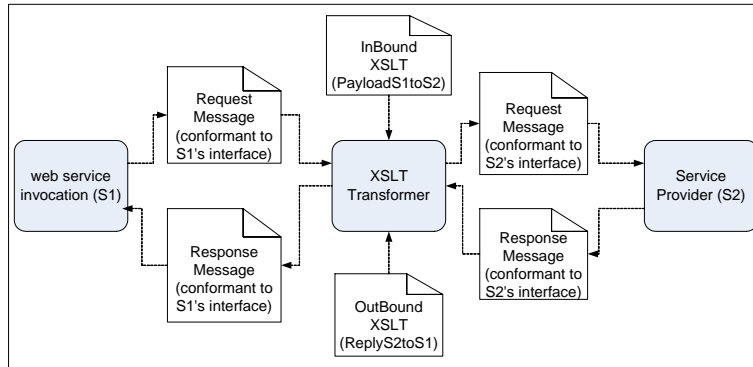 InBound
XSLT
(PayloadS1toS2)
Request
Message
(conformant to
S1's interface)
Request
Message
(conformant to
S2's interface)
web service
invocation (S1)
XSLT
Transformer
Service
Provider (S2)
Response
Message
(conformant to
S1's interface)
Response
Message
(conformant to
S2's interface)
OutBound
XSLT
(ReplyS2toS1)